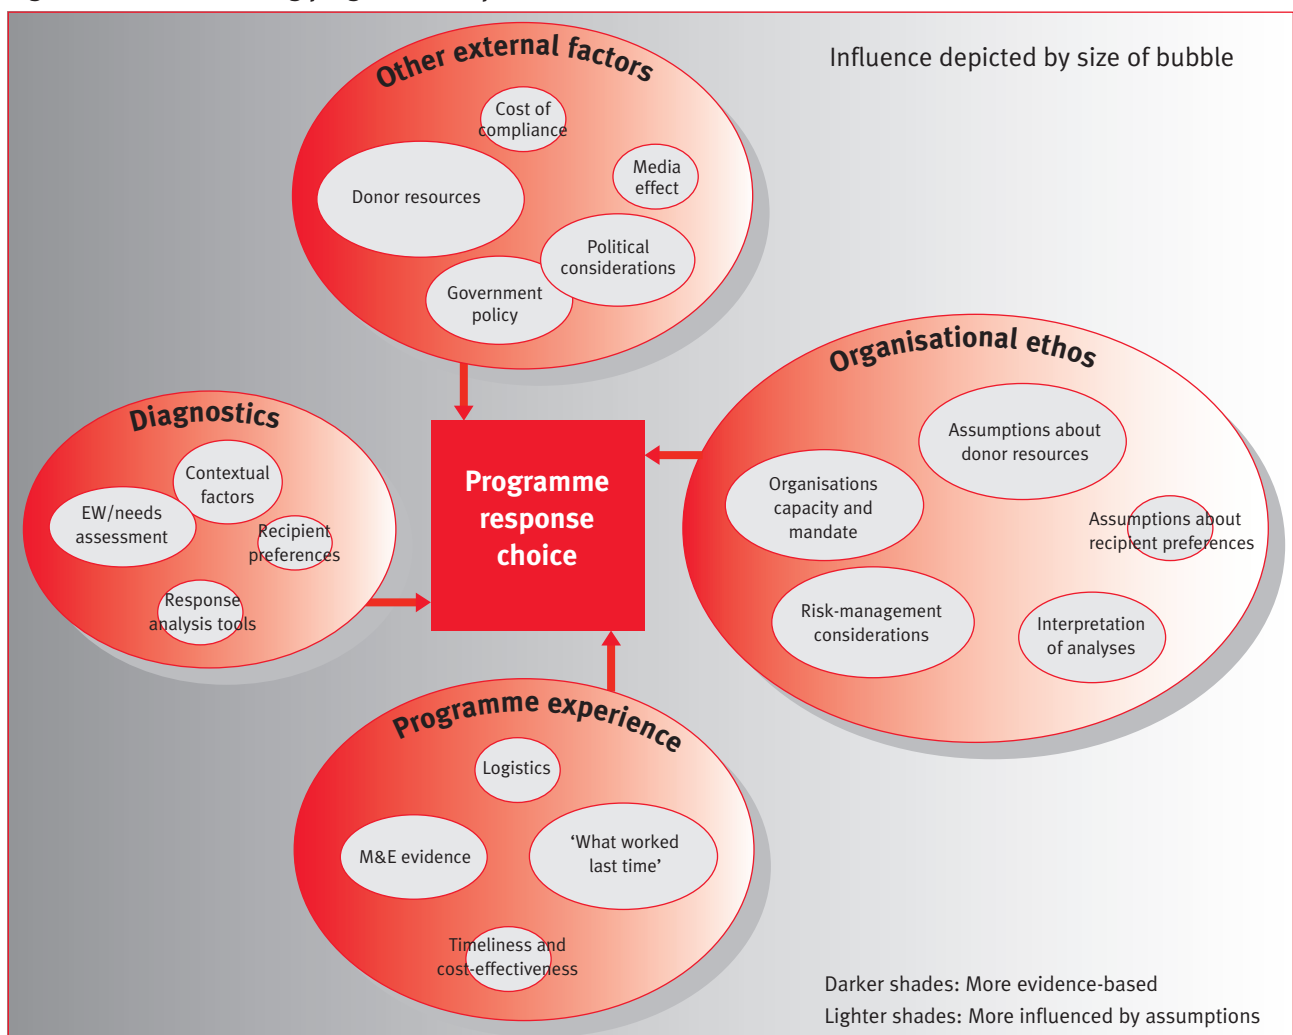 Other external factors
Influence depicted by size of bubble
Cost of
compliance
Media
effect
Donor resources
Political
considerations
Government
policy
Organisational ethos
Assumptions about
donor resources
Organisations
capacity and
mandate
Assumptions about
recipient preferences
Risk-management
considerations
Interpretation
of analyses
Diagnostics
Contextual
factors
EW/needs
assessment
Recipient
preferences
Response
analysis tools
Programme
response
choice
Programme experience
Logistics
M&E evidence
‘What worked
last time’
Timeliness and
cost-effectiveness
Darker shades: More evidence-based
Lighter shades: More influenced by assumptions